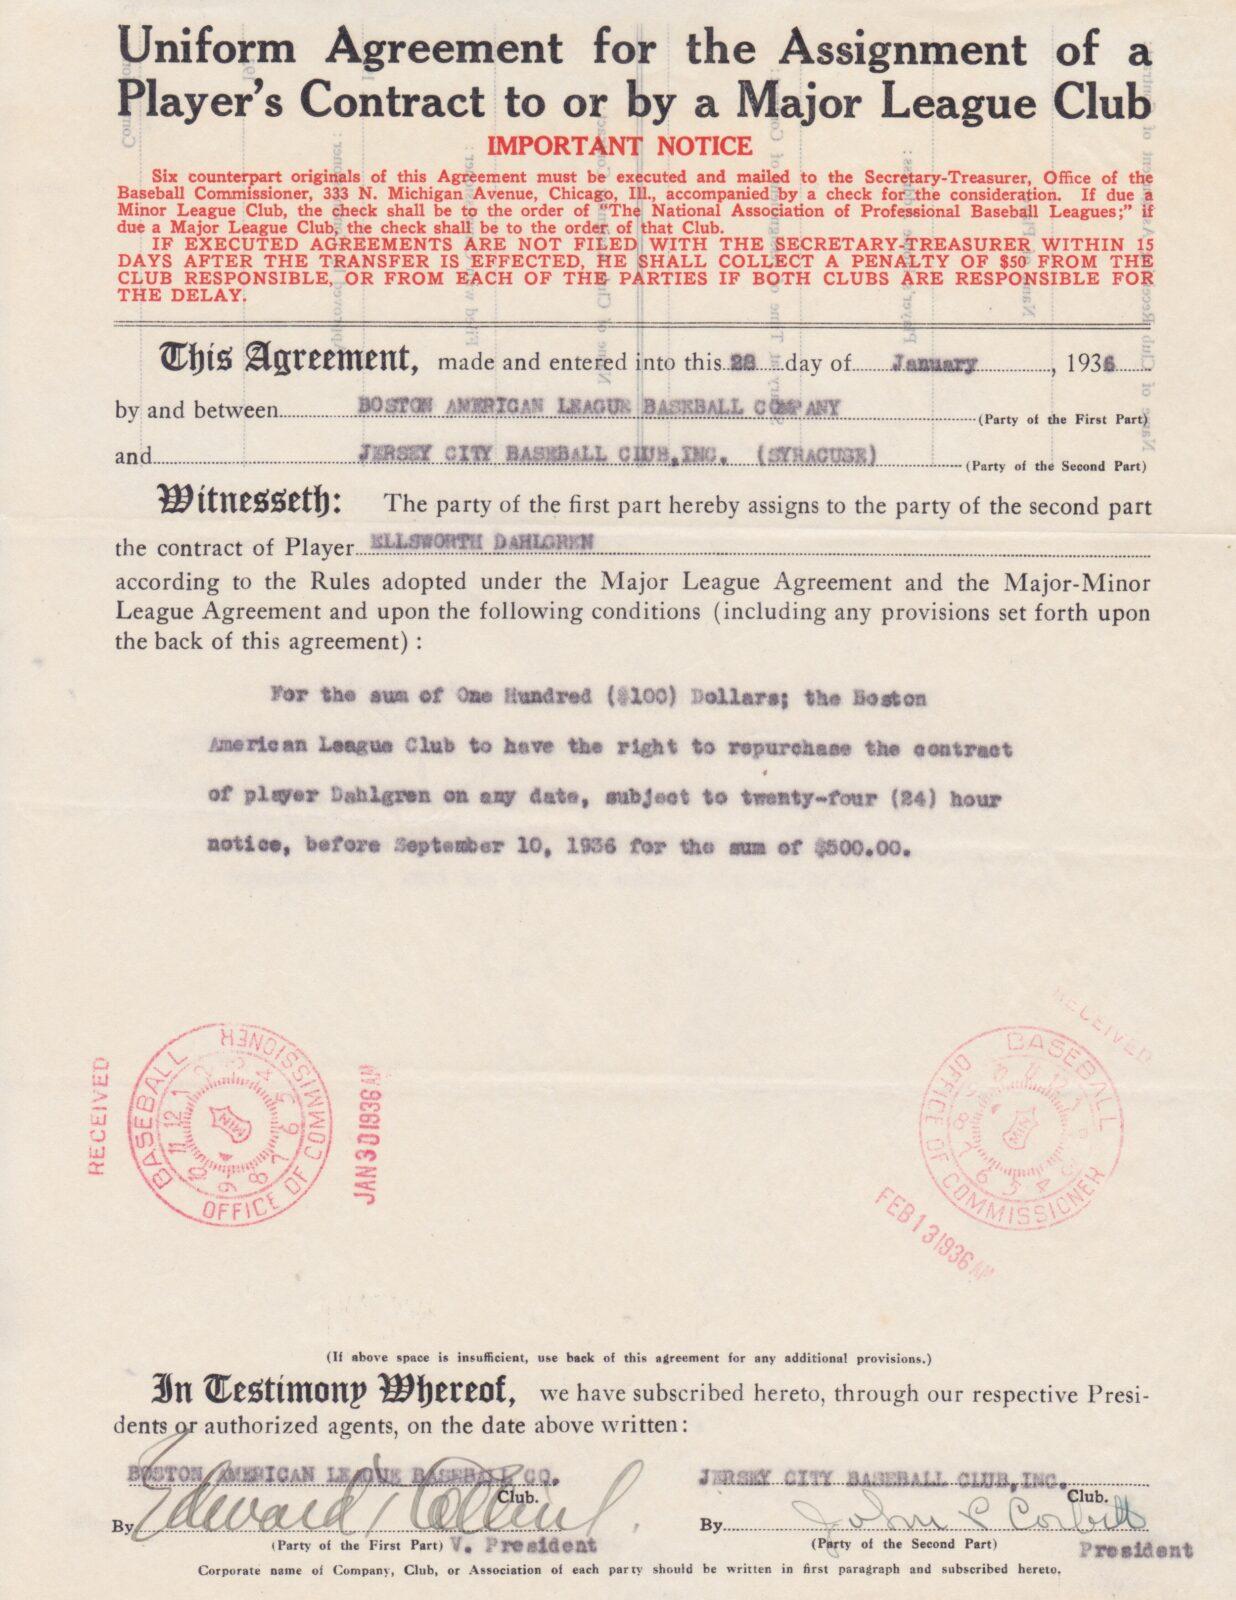 Uniform Agreement for the Assignment of a
Player's Contract to or by a Major League Club
IMPORTANT NOTICE
Six counterpart originals of this Agreement must be executed and mailed to the Secretary-Treasurer, Office of the
Baseball Commissioner, 333 N. Michigan Avenue, Chicago, Ill., accompanied by a check for the consideration. If due a
Minor League Club, the check shall be to the order of "The National Association of Professional Baseball Leagues;" if
due a Major League Club, the check shall be to the order of that Club.
IF EXECUTED AGREEMENTS ARE NOT FILED WITH THE SECRETARY-TREASURER WITHIN 15
DAYS AFTER THE TRANSFER IS EFFECTED, HE SHALL COLLECT A PENALTY OF $50 FROM THE
CLUB RESPONSIBLE, OR FROM EACH OF THE PARTIES IF BOTH CLUBS ARE RESPONSIBLE FOR
THE DELAY.
This Agreement, made and entered into this 28 day of January, 1936
by and between BOSTON AMERICAN LEAGUE BASEBALL COMPANY (Party of the First Part)
and JERSEY CITY BASEBALL CLUB,INC. (SYRACUSE) (Party of the Second Part)
Witnesseth: The party of the first part hereby assigns to the party of the second part
the contract of Player ELLSWORTH DAHLGREN
according to the Rules adopted under the Major League Agreement and the Major-Minor
League Agreement and upon the following conditions (including any provisions set forth upon
the back of this agreement) :
For the sum of One Hundred ($100) Dollars; the Boston
American League Club to have the right to repurchase the contract
of player Dahlgren on any date, subject to twenty-four (24) hour
notice, before September 10, 1936 for the sum of $500.00.
RECEIVED
BASEBALL COMMISSIONER
OFFICE OF
1 2 3 4 5 6 7 8 9 10 11 12
MIN
JAN 30 1936 AM
RECEIVED
BASEBALL
OFFICE OF COMMISSIONER
MIN
FEB 13 1936 AM
(If above space is insufficient, use back of this agreement for any additional provisions.)
In Testimony Whereof, we have subscribed hereto, through our respective Presi-
dents or authorized agents, on the date above written:
BOSTON AMERICAN LEAGUE BASEBALL CO. Club.
JERSEY CITY BASEBALL CLUB,INC. Club.
By Edward T Collins
By John P Corbett
(Party of the First Part) V. President
(Party of the Second Part) President
Corporate name of Company, Club, or Association of each party should be written in first paragraph and subscribed hereto.